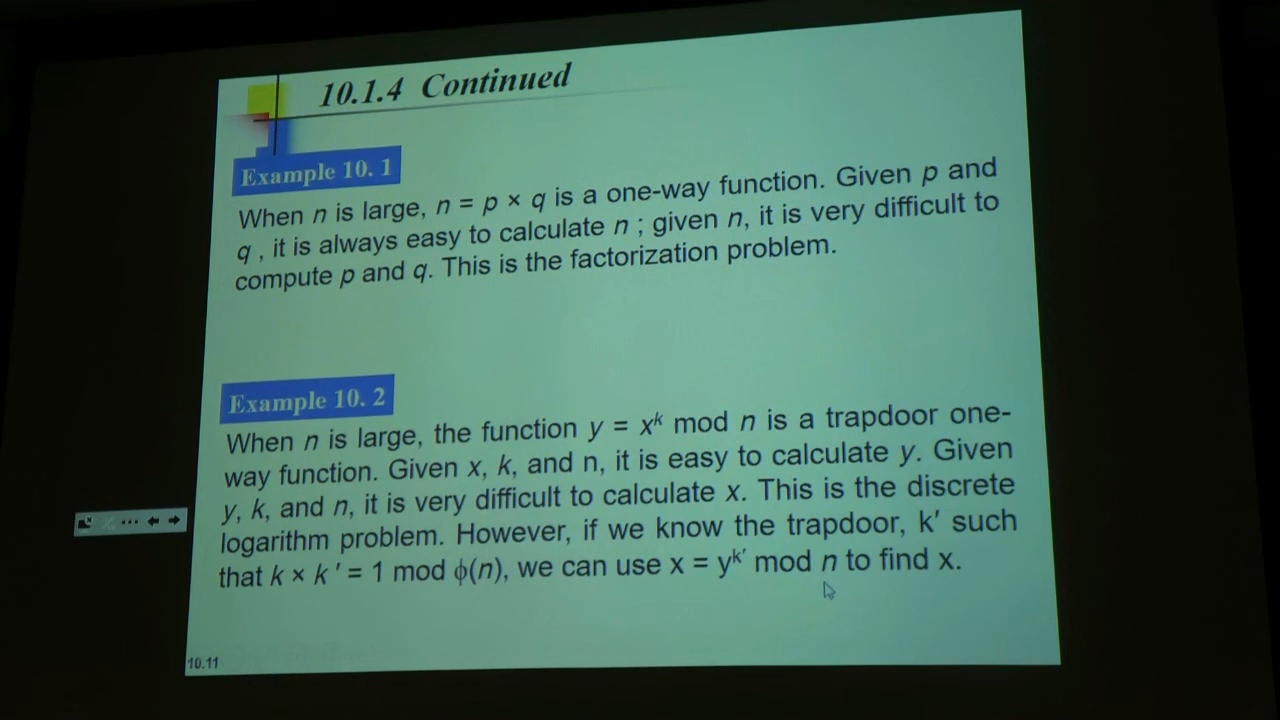 10.1.4 Continued
Example 10. 1
When n is large, n = p × q is a one-way function. Given p and
q , it is always easy to calculate n ; given n, it is very difficult to
compute p and q. This is the factorization problem.
Example 10. 2
When n is large, the function y = xᵏ mod n is a trapdoor one-
way function. Given x, k, and n, it is easy to calculate y. Given
y, k, and n, it is very difficult to calculate x. This is the discrete
logarithm problem. However, if we know the trapdoor, k′ such
that k × k ′ = 1 mod ϕ(n), we can use x = yᵏ′ mod n to find x.
10.11